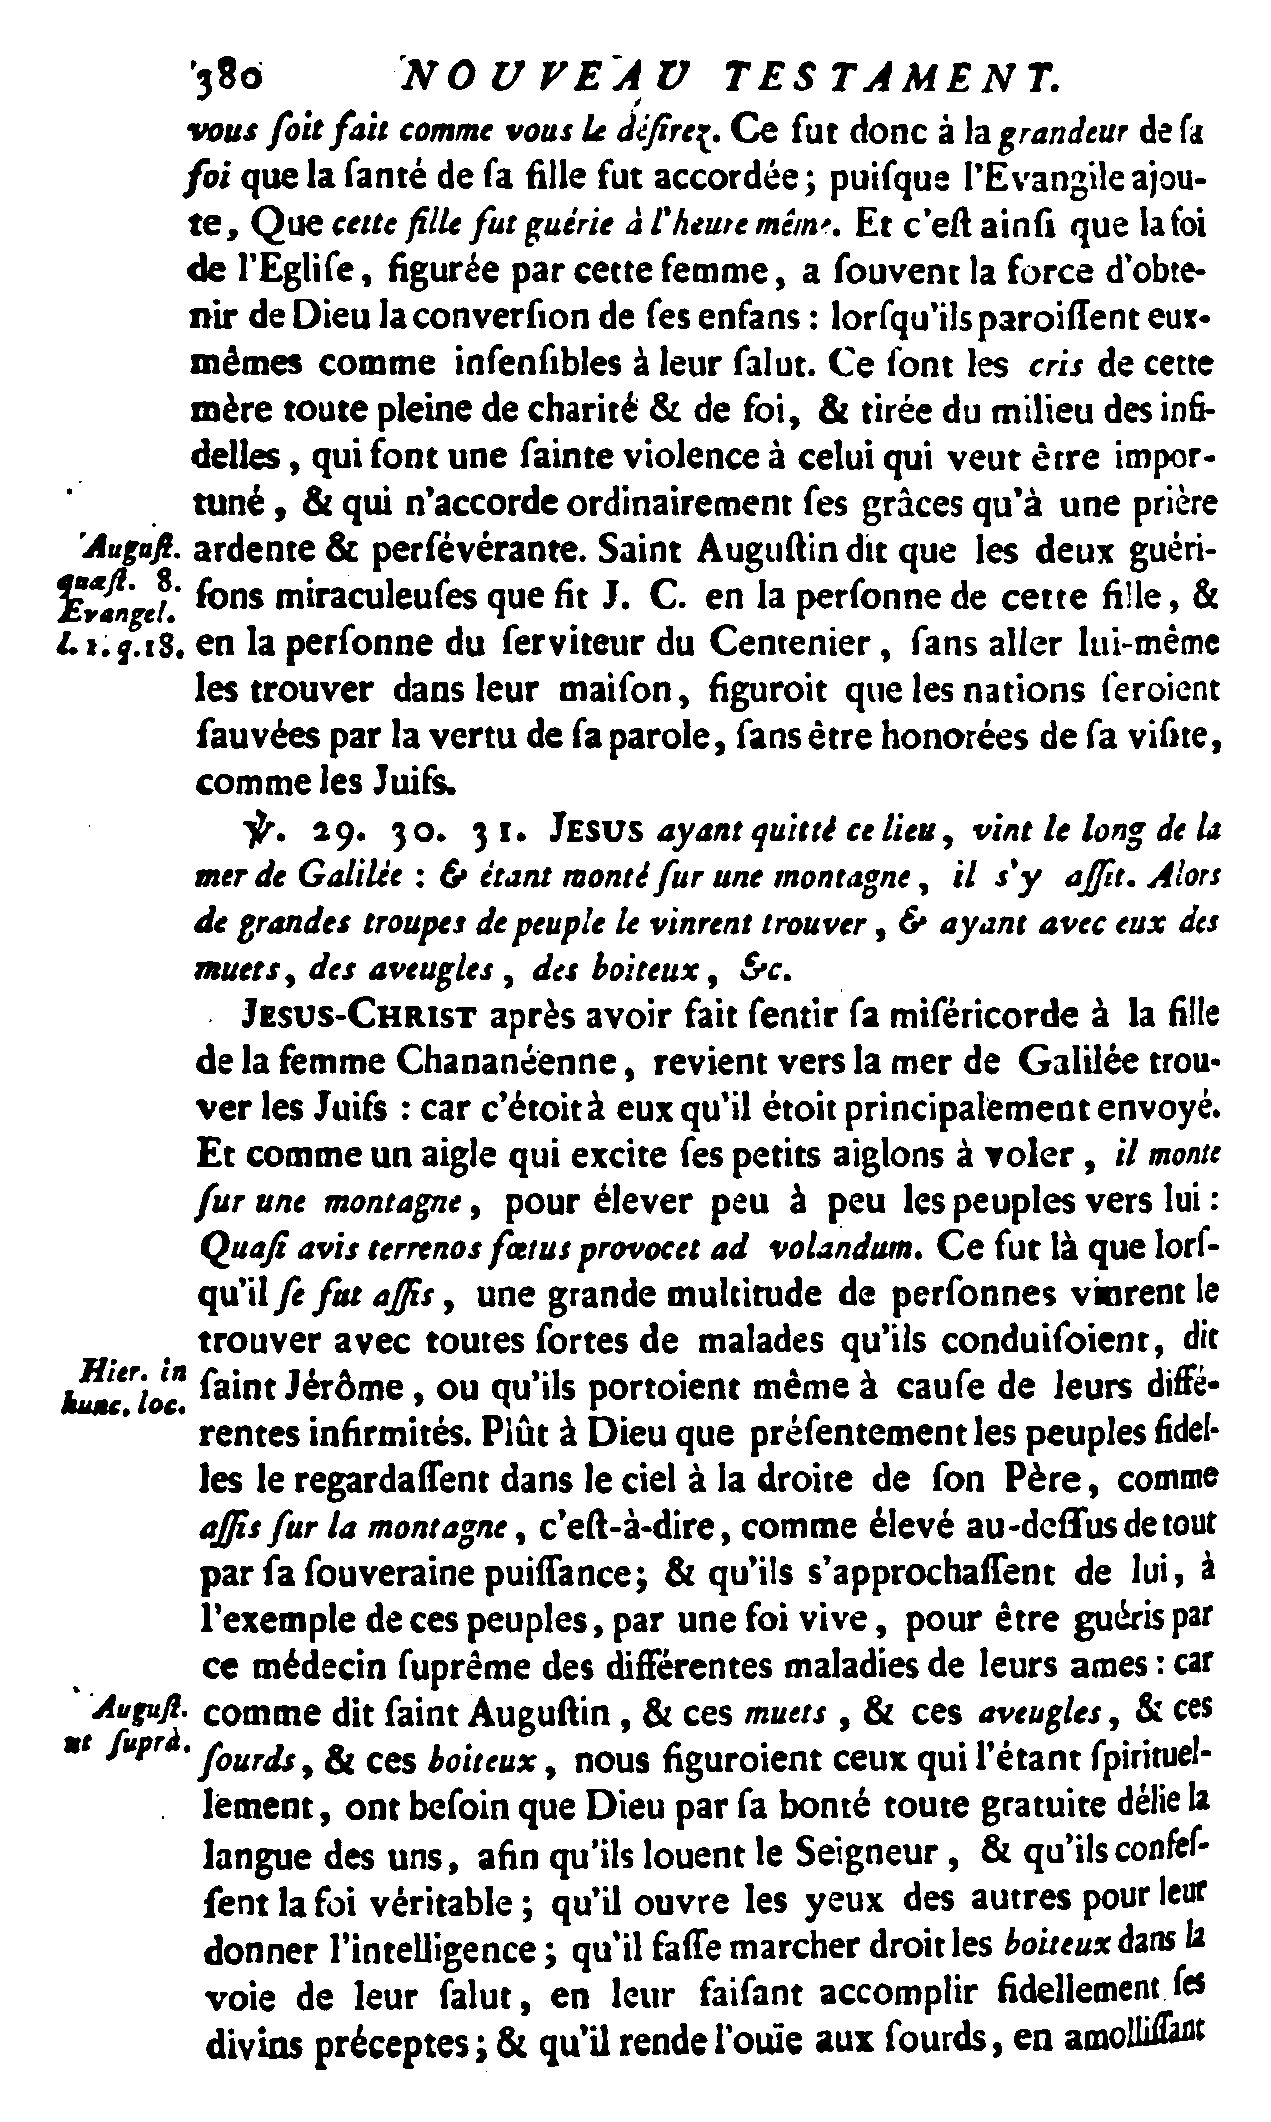 380 NOUVEAU TESTAMENT.
vous ſoit fait comme vous le déſirez. Ce fut donc à la grandeur de ſa
foi que la ſanté de ſa fille fut accordée ; puiſque l'Evangile ajou-
te, Que cette fille fut guérie à l'heure même. Et c'eſt ainſi que la foi
de l'Egliſe, figurée par cette femme, a ſouvent la force d'obte-
nir de Dieu la converſion de ſes enfans : lorſqu'ils paroiſſent eux-
mêmes comme inſenſibles à leur ſalut. Ce ſont les cris de cette
mère toute pleine de charité & de foi, & tirée du milieu des infi-
delles, qui font une ſainte violence à celui qui veut être impor-
tuné, & qui n'accorde ordinairement ſes grâces qu'à une prière
Auguſt. ardente & perſévérante. Saint Auguſtin dit que les deux guéri-
quæſt. 8. ſons miraculeuſes que fit J. C. en la perſonne de cette fille, &
Evangel.
l. 1. q. 18. en la perſonne du ſerviteur du Centenier, ſans aller lui-même
les trouver dans leur maiſon, figuroit que les nations ſeroient
ſauvées par la vertu de ſa parole, ſans être honorées de ſa viſite,
comme les Juifs.
℣. 29. 30. 31. JESUS ayant quitté ce lieu, vint le long de la
mer de Galilée : & étant monté ſur une montagne, il s'y aſſit. Alors
de grandes troupes de peuple le vinrent trouver, & ayant avec eux des
muets, des aveugles, des boiteux, &c.
JESUS-CHRIST après avoir fait ſentir ſa miſéricorde à la fille
de la femme Chananéenne, revient vers la mer de Galilée trou-
ver les Juifs : car c'étoit à eux qu'il étoit principalement envoyé.
Et comme un aigle qui excite ſes petits aiglons à voler, il monte
ſur une montagne, pour élever peu à peu les peuples vers lui :
Quaſi avis terrenos fœtus provocet ad volandum. Ce fut là que lorſ-
qu'il ſe fut aſſis, une grande multitude de perſonnes vinrent le
trouver avec toutes ſortes de malades qu'ils conduiſoient, dit
Hier. in
hunc. loc. ſaint Jérôme, ou qu'ils portoient même à cauſe de leurs diffé-
rentes infirmités. Plût à Dieu que préſentement les peuples fidel-
les le regardaſſent dans le ciel à la droite de ſon Père, comme
aſſis ſur la montagne, c'eſt-à-dire, comme élevé au-deſſus de tout
par ſa ſouveraine puiſſance ; & qu'ils s'approchaſſent de lui, à
l'exemple de ces peuples, par une foi vive, pour être guéris par
ce médecin ſuprême des différentes maladies de leurs ames : car
Auguſt. comme dit ſaint Auguſtin, & ces muets, & ces aveugles, & ces
ut ſuprà. ſourds, & ces boiteux, nous figuroient ceux qui l'étant ſpirituel-
lement, ont beſoin que Dieu par ſa bonté toute gratuite délie la
langue des uns, afin qu'ils louent le Seigneur, & qu'ils confeſ-
ſent la foi véritable ; qu'il ouvre les yeux des autres pour leur
donner l'intelligence ; qu'il faſſe marcher droit les boiteux dans la
voie de leur ſalut, en leur faiſant accomplir fidellement ſes
divins préceptes ; & qu'il rende l'ouïe aux ſourds, en amolliſſant